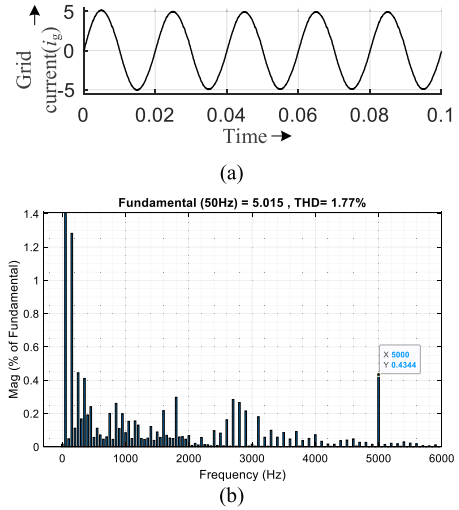 Grid current(ig)
5
0
-5
0 0.02 0.04 0.06 0.08 0.1
Time
(a)
Fundamental (50Hz) = 5.015 , THD= 1.77%
Mag (% of Fundamental)
1.4
1.2
1
0.8
0.6
0.4
0.2
0
X 5000
Y 0.4344
0 1000 2000 3000 4000 5000 6000
Frequency (Hz)
(b)